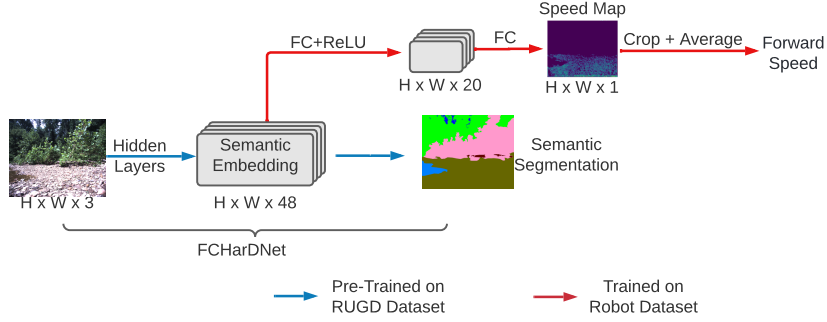 Speed Map
FC+ReLU
FC
Crop + Average
Forward
Speed
H x W x 20
H x W x 1
Hidden
Layers
Semantic
Embedding
Semantic
Segmentation
H x W x 3
H x W x 48
FCHarDNet
Pre-Trained on
RUGD Dataset
Trained on
Robot Dataset